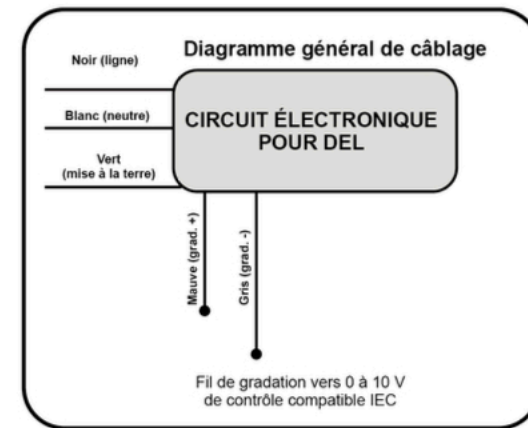 Diagramme général de câblage
Noir (ligne)
Blanc (neutre)
Vert
(mise à la terre)
CIRCUIT ÉLECTRONIQUE
POUR DEL
Mauve (grad. +)
Gris (grad. -)
Fil de gradation vers 0 à 10 V
de contrôle compatible IEC